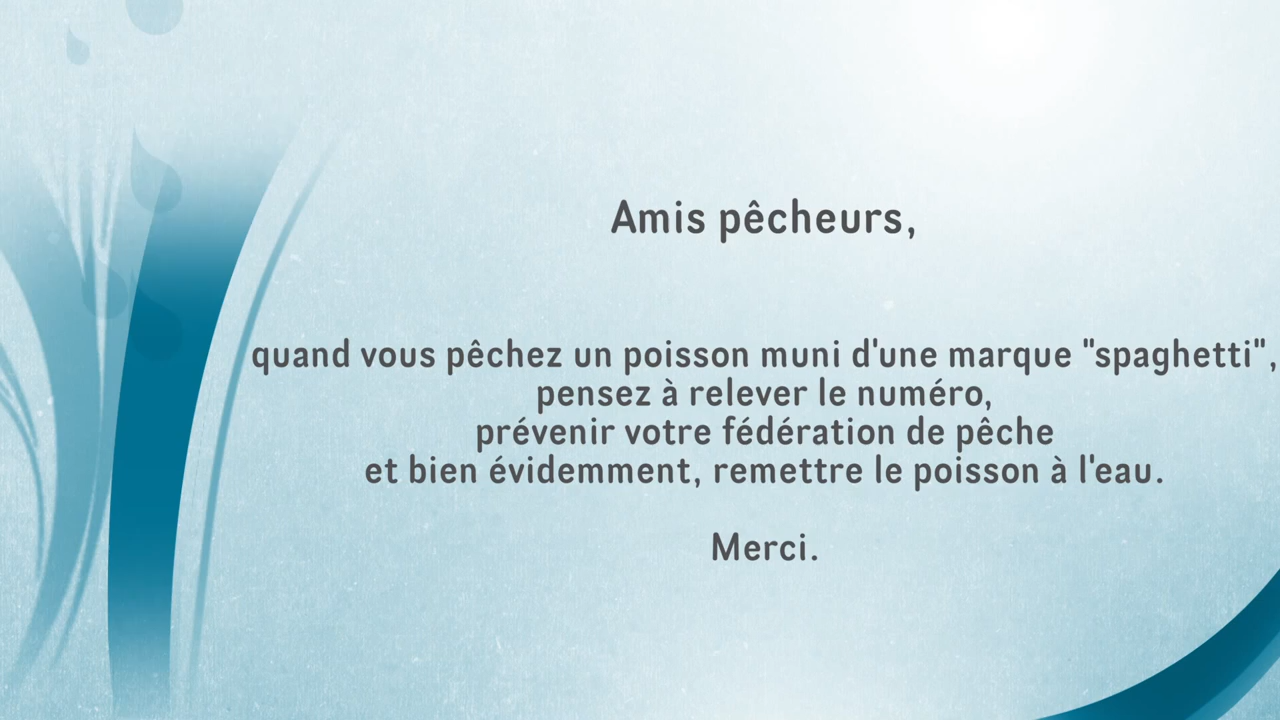 Amis pêcheurs,
quand vous pêchez un poisson muni d'une marque "spaghetti",
pensez à relever le numéro,
prévenir votre fédération de pêche
et bien évidemment, remettre le poisson à l'eau.
Merci.